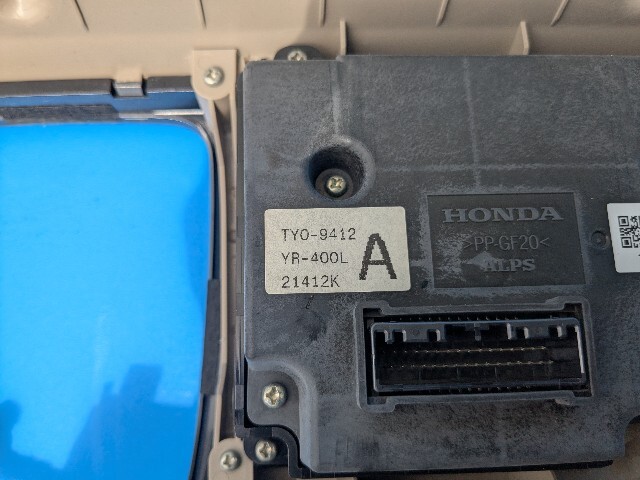 TY0-9412
YR-400L
21412K
A
HONDA
>PP-GF20<
ALPS